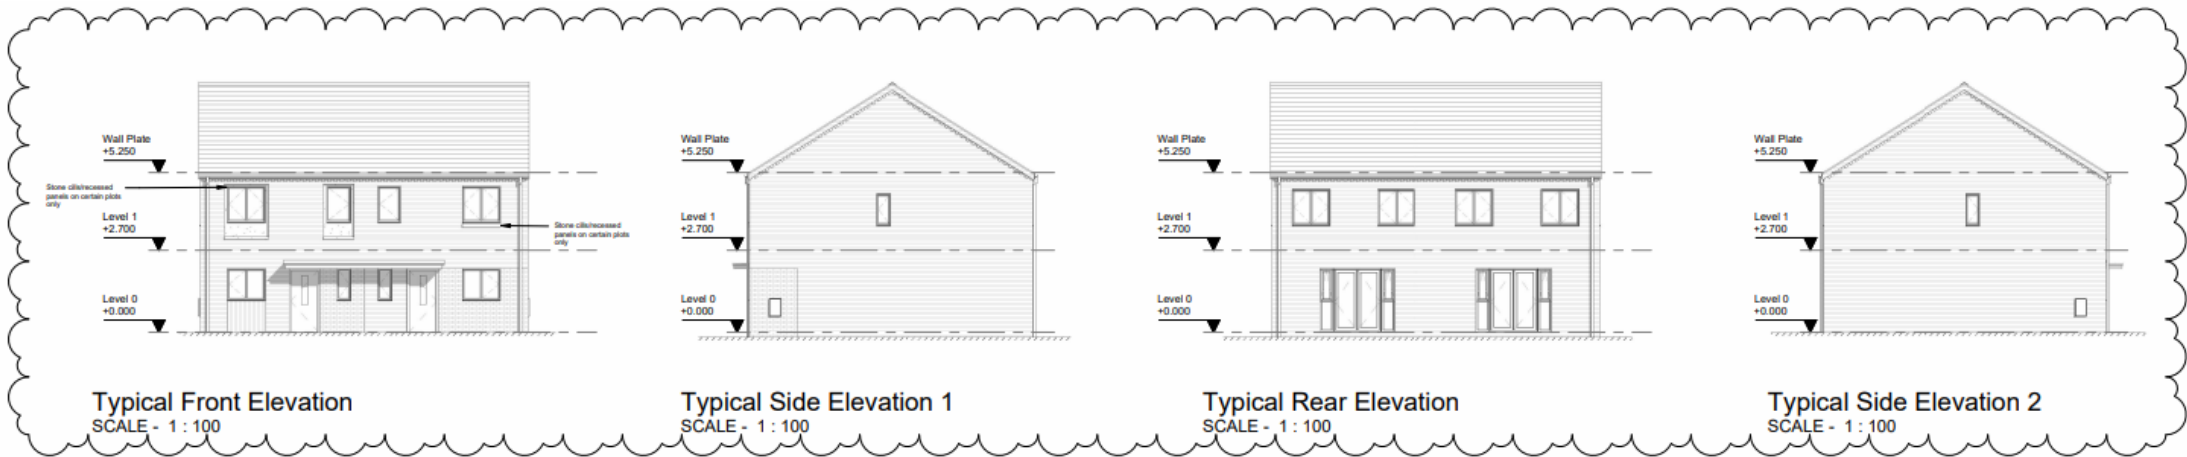 Wall Plate
+5.250
Stone cills/recessed
panels on certain plots
only
Level 1
+2.700
Stone cills/recessed
panels on certain plots
only
Level 0
+0.000
Typical Front Elevation
SCALE - 1 : 100
Wall Plate
+5.250
Level 1
+2.700
Level 0
+0.000
Typical Side Elevation 1
SCALE - 1 : 100
Wall Plate
+5.250
Level 1
+2.700
Level 0
+0.000
Typical Rear Elevation
SCALE - 1 : 100
Wall Plate
+5.250
Level 1
+2.700
Level 0
+0.000
Typical Side Elevation 2
SCALE - 1 : 100